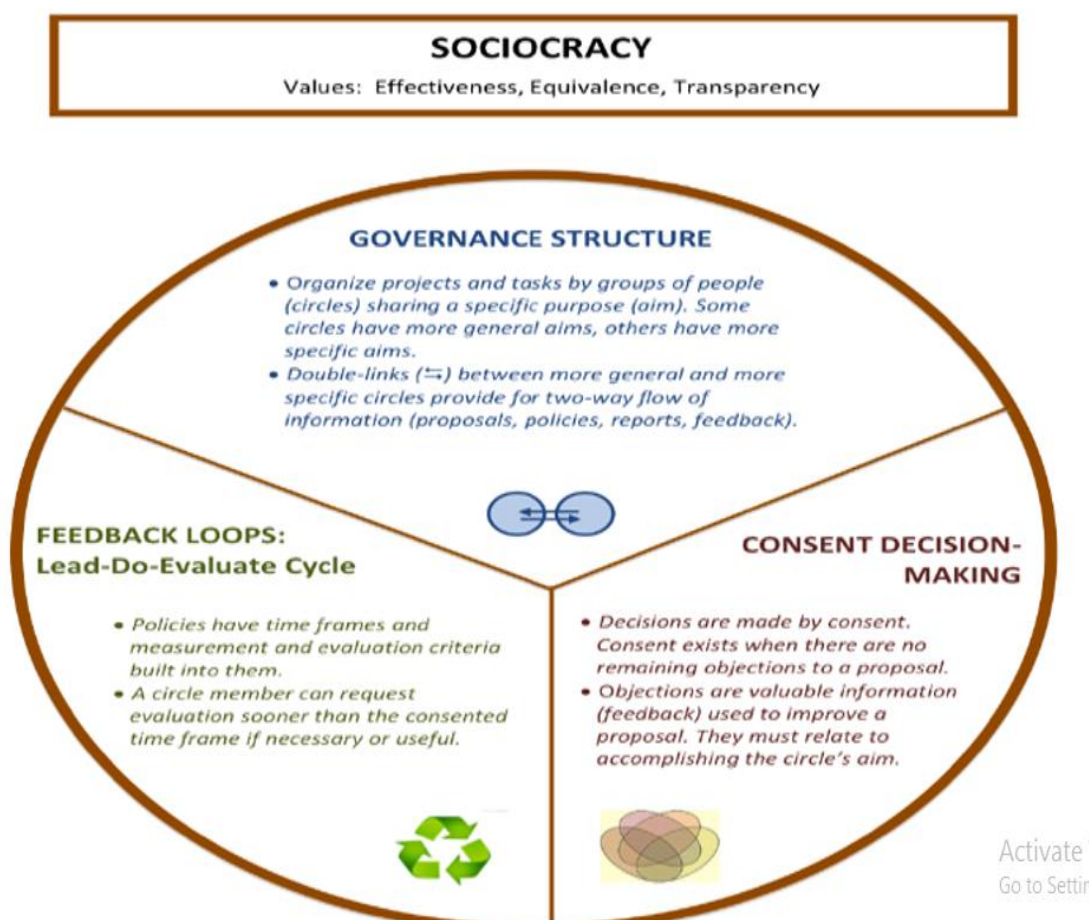 SOCIOCRACY
Values: Effectiveness, Equivalence, Transparency
GOVERNANCE STRUCTURE
• Organize projects and tasks by groups of people
(circles) sharing a specific purpose (aim). Some
circles have more general aims, others have more
specific aims.
• Double-links (⇆) between more general and more
specific circles provide for two-way flow of
information (proposals, policies, reports, feedback).
FEEDBACK LOOPS:
Lead-Do-Evaluate Cycle
• Policies have time frames and
measurement and evaluation criteria
built into them.
• A circle member can request
evaluation sooner than the consented
time frame if necessary or useful.
CONSENT DECISION-
MAKING
• Decisions are made by consent.
Consent exists when there are no
remaining objections to a proposal.
• Objections are valuable information
(feedback) used to improve a
proposal. They must relate to
accomplishing the circle's aim.
Activate
Go to Settin